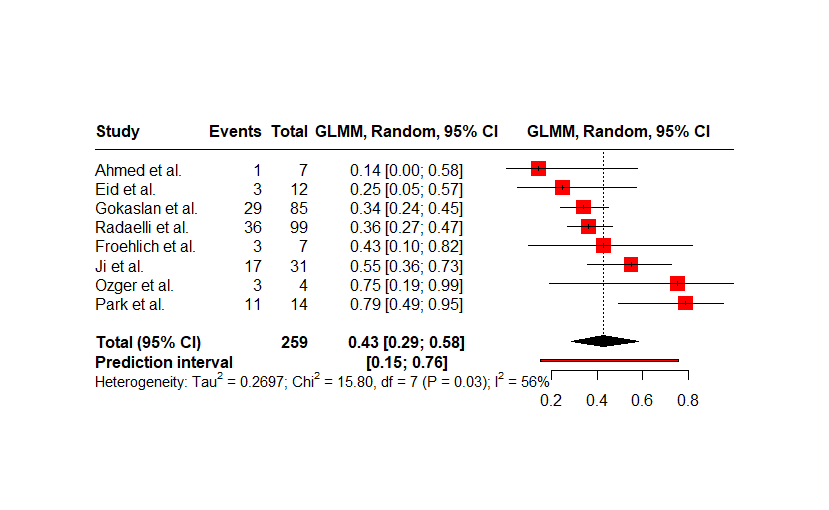 Study Events Total GLMM, Random, 95% CI GLMM, Random, 95% CI
Ahmed et al. 1 7 0.14 [0.00; 0.58]
Eid et al. 3 12 0.25 [0.05; 0.57]
Gokaslan et al. 29 85 0.34 [0.24; 0.45]
Radaelli et al. 36 99 0.36 [0.27; 0.47]
Froehlich et al. 3 7 0.43 [0.10; 0.82]
Ji et al. 17 31 0.55 [0.36; 0.73]
Ozger et al. 3 4 0.75 [0.19; 0.99]
Park et al. 11 14 0.79 [0.49; 0.95]
Total (95% CI) 259 0.43 [0.29; 0.58]
Prediction interval [0.15; 0.76]
Heterogeneity: Tau² = 0.2697; Chi² = 15.80, df = 7 (P = 0.03); I² = 56%
0.2 0.4 0.6 0.8